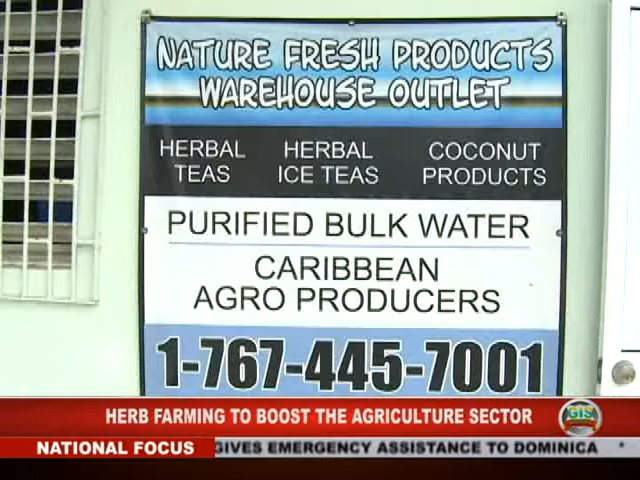 NATURE FRESH PRODUCTS
WAREHOUSE OUTLET
HERBAL TEAS
HERBAL ICE TEAS
COCONUT PRODUCTS
PURIFIED BULK WATER
CARIBBEAN
AGRO PRODUCERS
1-767-445-7001
HERB FARMING TO BOOST THE AGRICULTURE SECTOR
GIS
NATIONAL FOCUS
GIVES EMERGENCY ASSISTANCE TO DOMINICA *